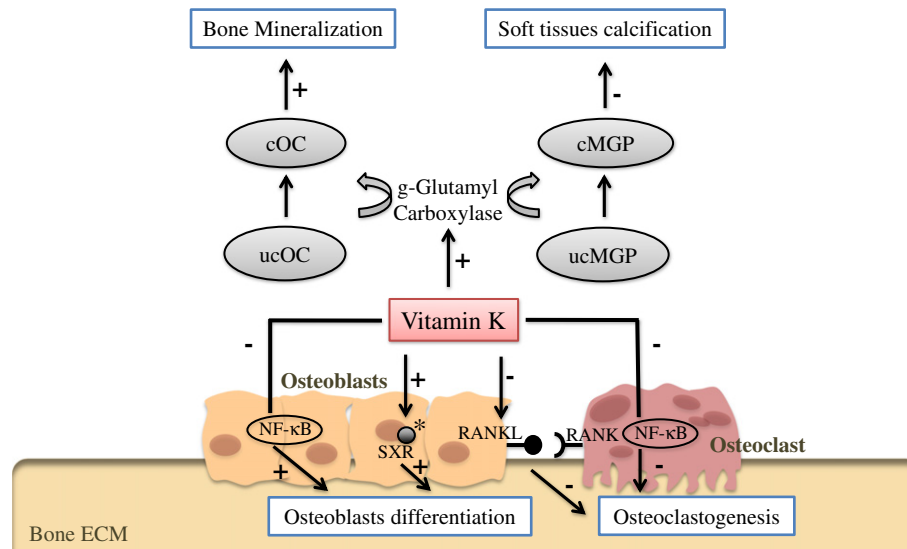 Bone Mineralization
Soft tissues calcification
+
-
cOC
cMGP
g-Glutamyl
Carboxylase
ucOC
ucMGP
+
Vitamin K
-
-
Osteoblasts
+
-
NF-κB
*
SXR
RANKL
RANK
NF-κB
Osteoclast
+
+
-
-
Osteoblasts differentiation
Osteoclastogenesis
Bone ECM